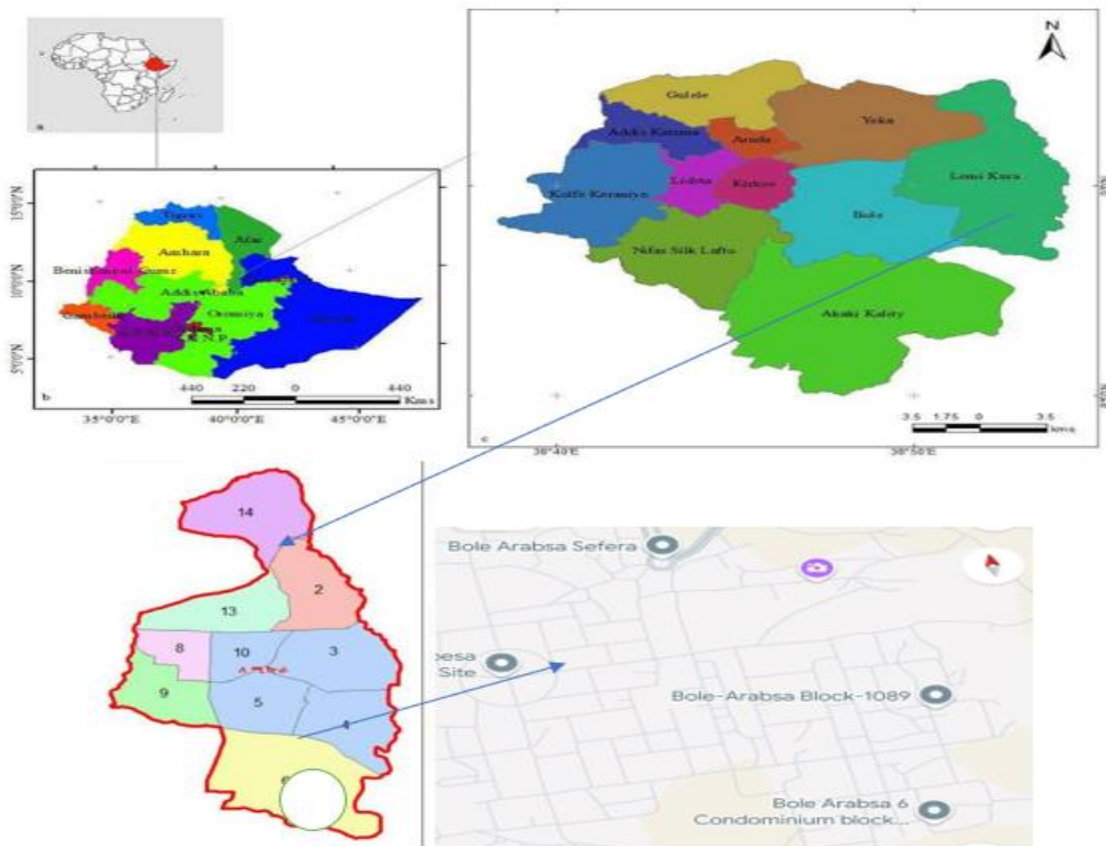 a
N
Gulele
Yeka
Addis Ketema
Arada
Lemi Kura
Lideta
Kirkos
Kolfe Keraniyo
Bole
Nifas Silk Lafto
Akaki Kality
3.5 1.75 0 3.5
kms
c
38°40'E
38°50'E
15°0'0"N
10°0'0"N
5°0'0"N
Tigray
Afar
Amhara
Addis Ababa
Oromiya
440 220 0 440
Kms
b
35°0'0"E
40°0'0"E
45°0'0"E
14
2
13
8
10
3
9
5
4
Bole Arabsa Sefera
Site
Bole-Arabsa Block-1089
Bole Arabsa 6
Condominium block...